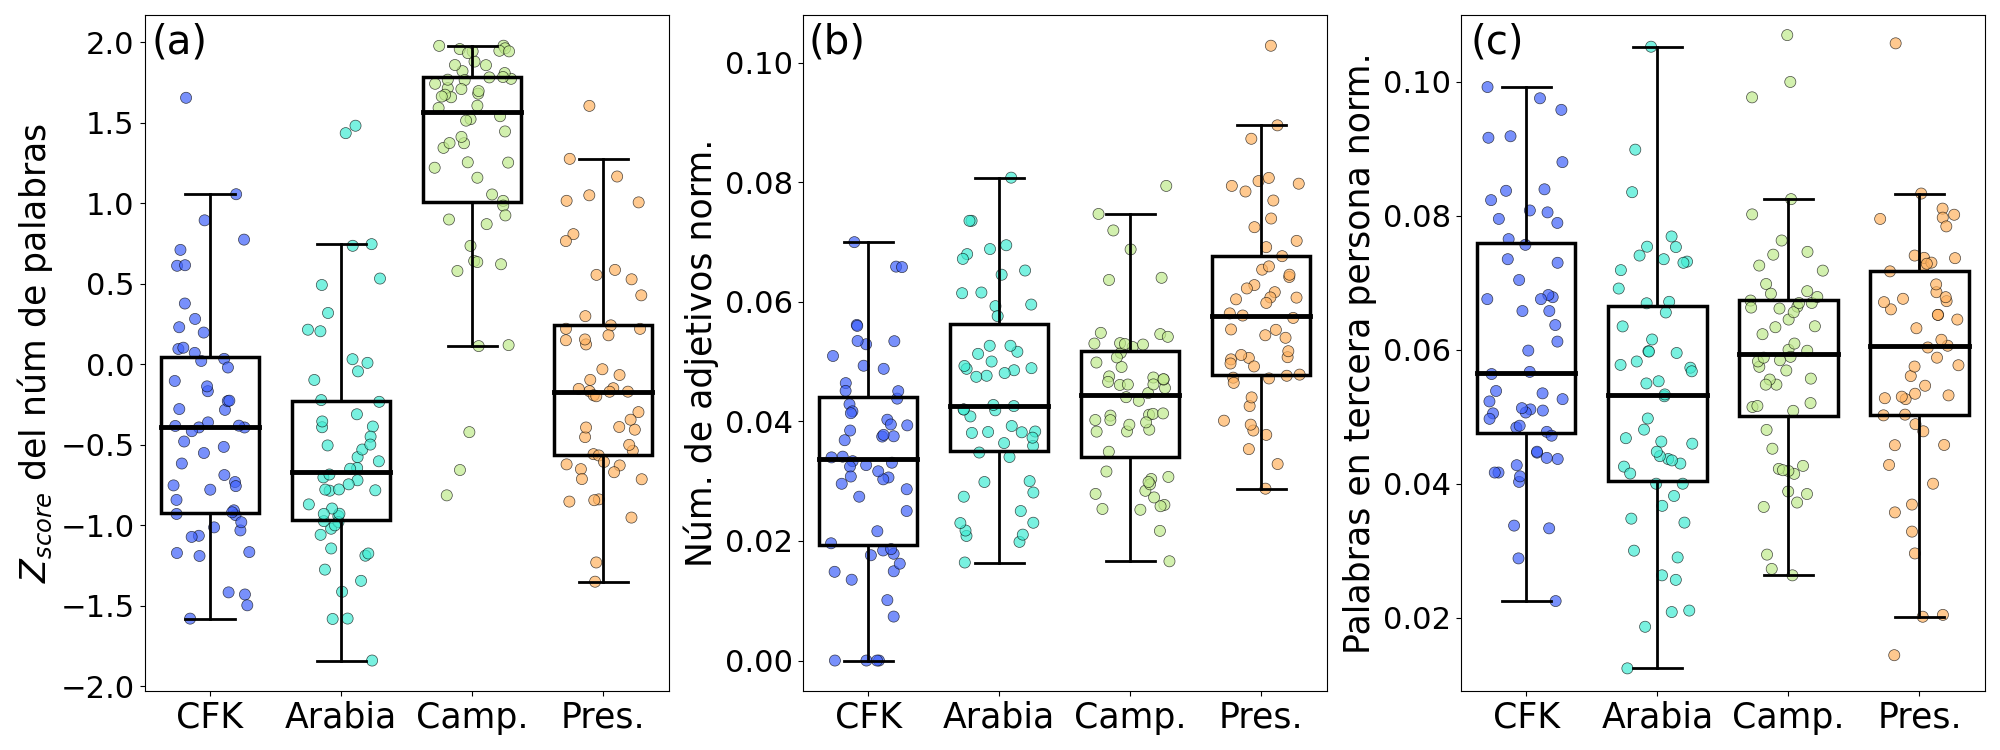 (a)
Zscore del núm de palabras
2.0
1.5
1.0
0.5
0.0
−0.5
−1.0
−1.5
−2.0
CFK Arabia Camp. Pres.
(b)
Núm. de adjetivos norm.
0.10
0.08
0.06
0.04
0.02
0.00
CFK Arabia Camp. Pres.
(c)
Palabras en tercera persona norm.
0.10
0.08
0.06
0.04
0.02
CFK Arabia Camp. Pres.